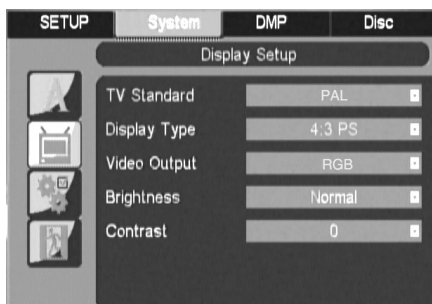 SETUP System DMP Disc
Display Setup
TV Standard PAL
Display Type 4:3 PS
Video Output RGB
Brightness Normal
Contrast 0